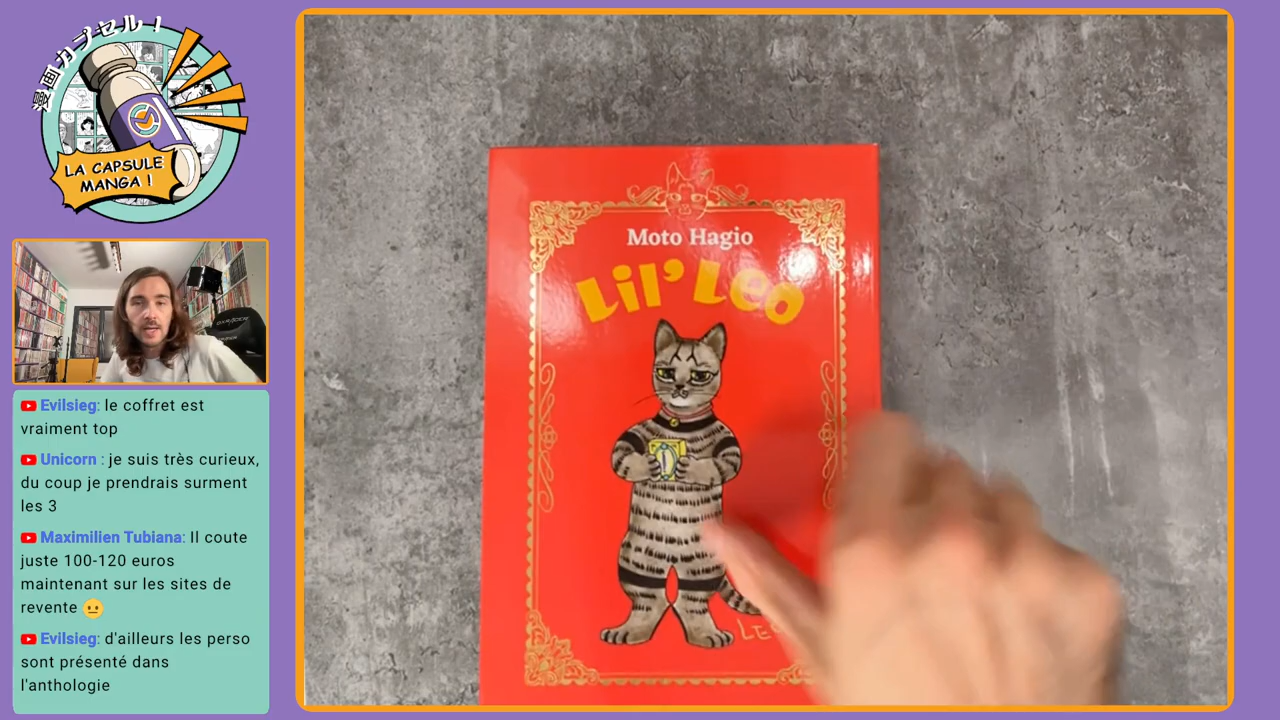 漫画カプセル！
LA CAPSULE
MANGA !
Moto Hagio
Lil' Leo
Evilsieg: le coffret est
vraiment top
Unicorn : je suis très curieux,
du coup je prendrais surment
les 3
Maximilien Tubiana: Il coute
juste 100-120 euros
maintenant sur les sites de
revente 😐
Evilsieg: d'ailleurs les perso
sont présenté dans
l'anthologie